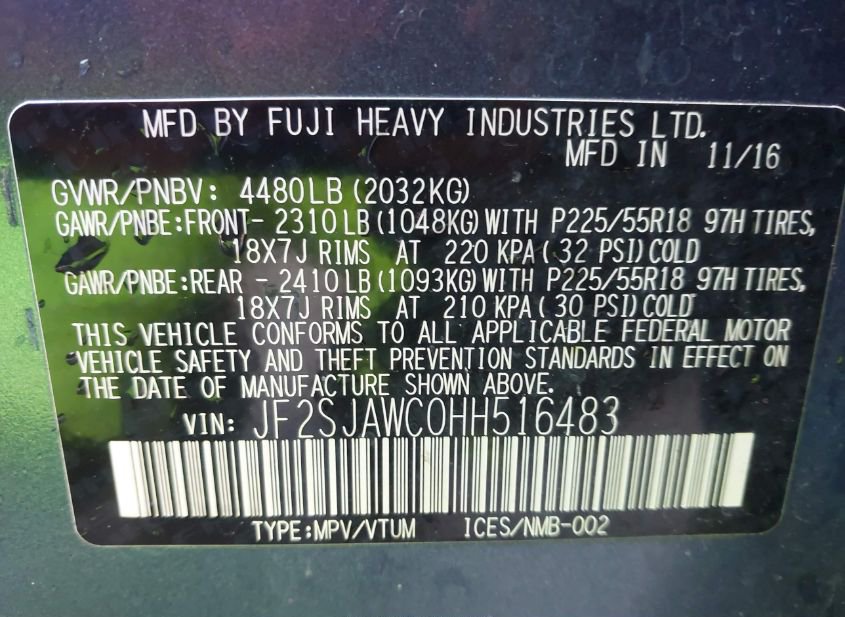 MFD BY FUJI HEAVY INDUSTRIES LTD.
MFD IN 11/16
GVWR/PNBV: 4480LB (2032KG)
GAWR/PNBE:FRONT- 2310LB (1048KG) WITH P225/55R18 97H TIRES,
18X7J RIMS AT 220 KPA ( 32 PSI) COLD
GAWR/PNBE:REAR - 2410LB (1093KG) WITH P225/55R18 97H TIRES,
18X7J RIMS AT 210 KPA ( 30 PSI) COLD
THIS VEHICLE CONFORMS TO ALL APPLICABLE FEDERAL MOTOR
VEHICLE SAFETY AND THEFT PREVENTION STANDARDS IN EFFECT ON
THE DATE OF MANUFACTURE SHOWN ABOVE.
VIN: JF2SJAWC0HH516483
TYPE:MPV/VTUM ICES/NMB-002